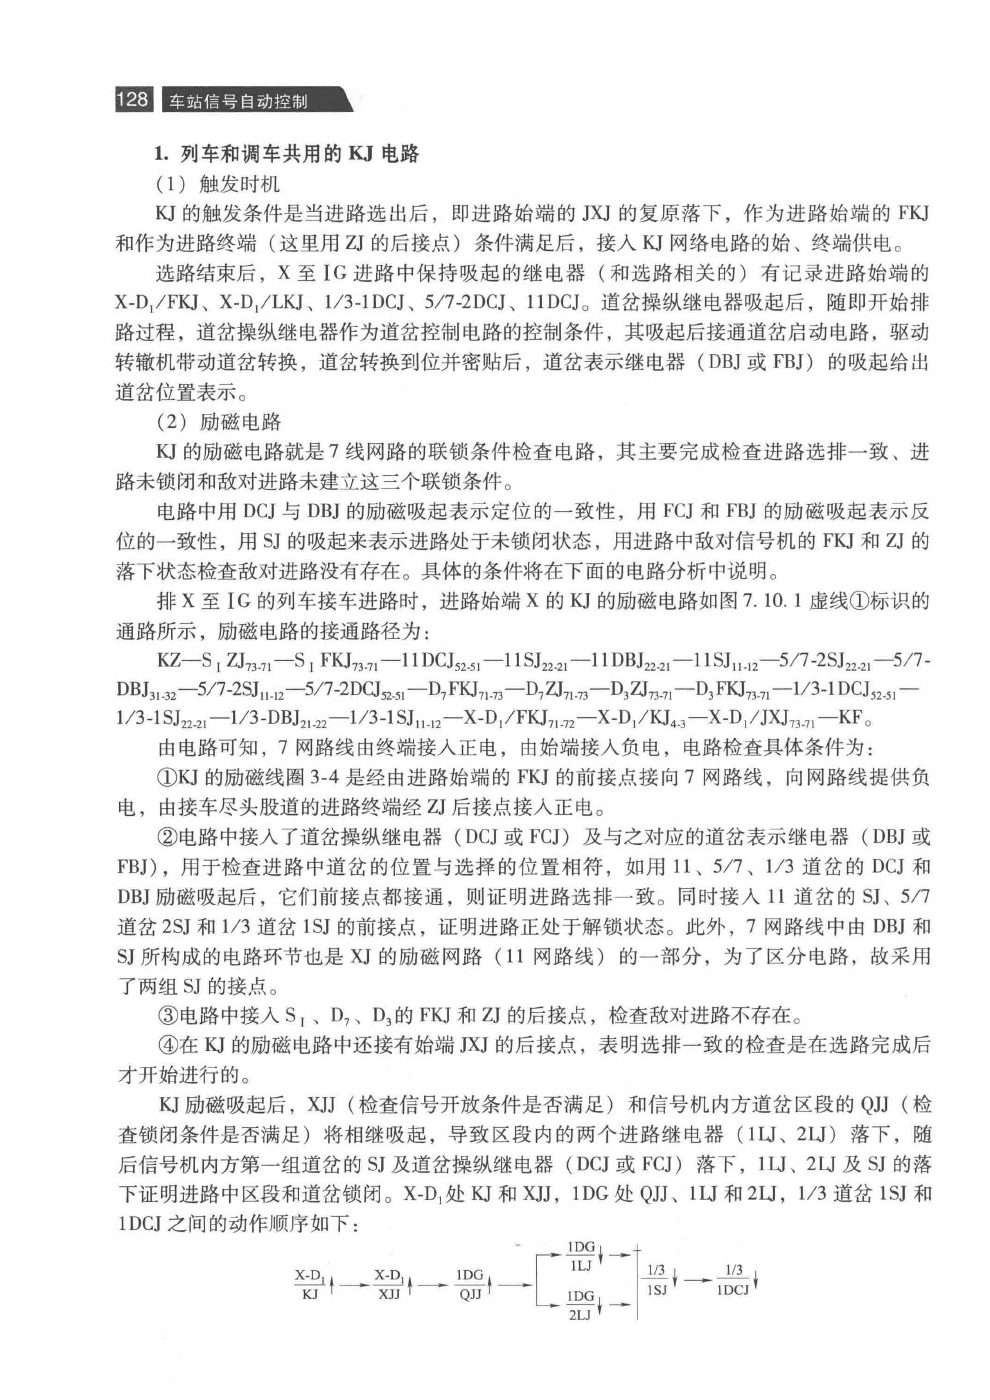 128 车站信号自动控制
1. 列车和调车共用的 KJ 电路
（1）触发时机
KJ 的触发条件是当进路选出后，即进路始端的 JXJ 的复原落下，作为进路始端的 FKJ
和作为进路终端（这里用 ZJ 的后接点）条件满足后，接入 KJ 网络电路的始、终端供电。
选路结束后，X 至 IG 进路中保持吸起的继电器（和选路相关的）有记录进路始端的
X-D₁/FKJ、X-D₁/LKJ、1/3-1DCJ、5/7-2DCJ、11DCJ。道岔操纵继电器吸起后，随即开始排
路过程，道岔操纵继电器作为道岔控制电路的控制条件，其吸起后接通道岔启动电路，驱动
转辙机带动道岔转换，道岔转换到位并密贴后，道岔表示继电器（DBJ 或 FBJ）的吸起给出
道岔位置表示。
（2）励磁电路
KJ 的励磁电路就是 7 线网路的联锁条件检查电路，其主要完成检查进路选排一致、进
路未锁闭和敌对进路未建立这三个联锁条件。
电路中用 DCJ 与 DBJ 的励磁吸起表示定位的一致性，用 FCJ 和 FBJ 的励磁吸起表示反
位的一致性，用 SJ 的吸起来表示进路处于未锁闭状态，用进路中敌对信号机的 FKJ 和 ZJ 的
落下状态检查敌对进路没有存在。具体的条件将在下面的电路分析中说明。
排 X 至 IG 的列车接车进路时，进路始端 X 的 KJ 的励磁电路如图 7.10.1 虚线①标识的
通路所示，励磁电路的接通路径为：
KZ—S_I ZJ₇₃₋₇₁—S_I FKJ₇₃₋₇₁—11DCJ₅₂₋₅₁—11SJ₂₂₋₂₁—11DBJ₂₂₋₂₁—11SJ₁₁₋₁₂—5/7-2SJ₂₂₋₂₁—5/7-
DBJ₃₁₋₃₂—5/7-2SJ₁₁₋₁₂—5/7-2DCJ₅₂₋₅₁—D₇FKJ₇₁₋₇₃—D₇ZJ₇₁₋₇₃—D₃ZJ₇₃₋₇₁—D₃FKJ₇₃₋₇₁—1/3-1DCJ₅₂₋₅₁—
1/3-1SJ₂₂₋₂₁—1/3-DBJ₂₁₋₂₂—1/3-1SJ₁₁₋₁₂—X-D₁/FKJ₇₁₋₇₂—X-D₁/KJ₄₋₃—X-D₁/JXJ₇₃₋₇₁—KF。
由电路可知，7 网路线由终端接入正电，由始端接入负电，电路检查具体条件为：
①KJ 的励磁线圈 3-4 是经由进路始端的 FKJ 的前接点接向 7 网路线，向网路线提供负
电，由接车尽头股道的进路终端经 ZJ 后接点接入正电。
②电路中接入了道岔操纵继电器（DCJ 或 FCJ）及与之对应的道岔表示继电器（DBJ 或
FBJ），用于检查进路中道岔的位置与选择的位置相符，如用 11、5/7、1/3 道岔的 DCJ 和
DBJ 励磁吸起后，它们前接点都接通，则证明进路选排一致。同时接入 11 道岔的 SJ、5/7
道岔 2SJ 和 1/3 道岔 1SJ 的前接点，证明进路正处于解锁状态。此外，7 网路线中由 DBJ 和
SJ 所构成的电路环节也是 XJ 的励磁网路（11 网路线）的一部分，为了区分电路，故采用
了两组 SJ 的接点。
③电路中接入 S_I、D₇、D₃的 FKJ 和 ZJ 的后接点，检查敌对进路不存在。
④在 KJ 的励磁电路中还接有始端 JXJ 的后接点，表明选排一致的检查是在选路完成后
才开始进行的。
KJ 励磁吸起后，XJJ（检查信号开放条件是否满足）和信号机内方道岔区段的 QJJ（检
查锁闭条件是否满足）将相继吸起，导致区段内的两个进路继电器（1LJ、2LJ）落下，随
后信号机内方第一组道岔的 SJ 及道岔操纵继电器（DCJ 或 FCJ）落下，1LJ、2LJ 及 SJ 的落
下证明进路中区段和道岔锁闭。X-D₁处 KJ 和 XJJ，1DG 处 QJJ、1LJ 和 2LJ，1/3 道岔 1SJ 和
1DCJ 之间的动作顺序如下：
X-D₁/KJ↑→X-D₁/XJJ↑→1DG/QJJ↑→
1DG/1LJ↓→
1DG/2LJ↓→
1/3/1SJ↓→1/3/1DCJ↓